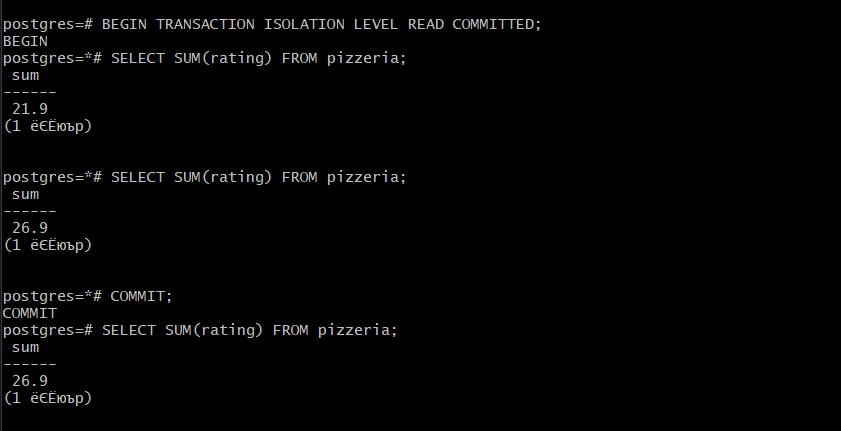 postgres=# BEGIN TRANSACTION ISOLATION LEVEL READ COMMITTED;
BEGIN
postgres=*# SELECT SUM(rating) FROM pizzeria;
sum
------
21.9
(1 ёЄЁюър)
postgres=*# SELECT SUM(rating) FROM pizzeria;
sum
------
26.9
(1 ёЄЁюър)
postgres=*# COMMIT;
COMMIT
postgres=# SELECT SUM(rating) FROM pizzeria;
sum
------
26.9
(1 ёЄЁюър)